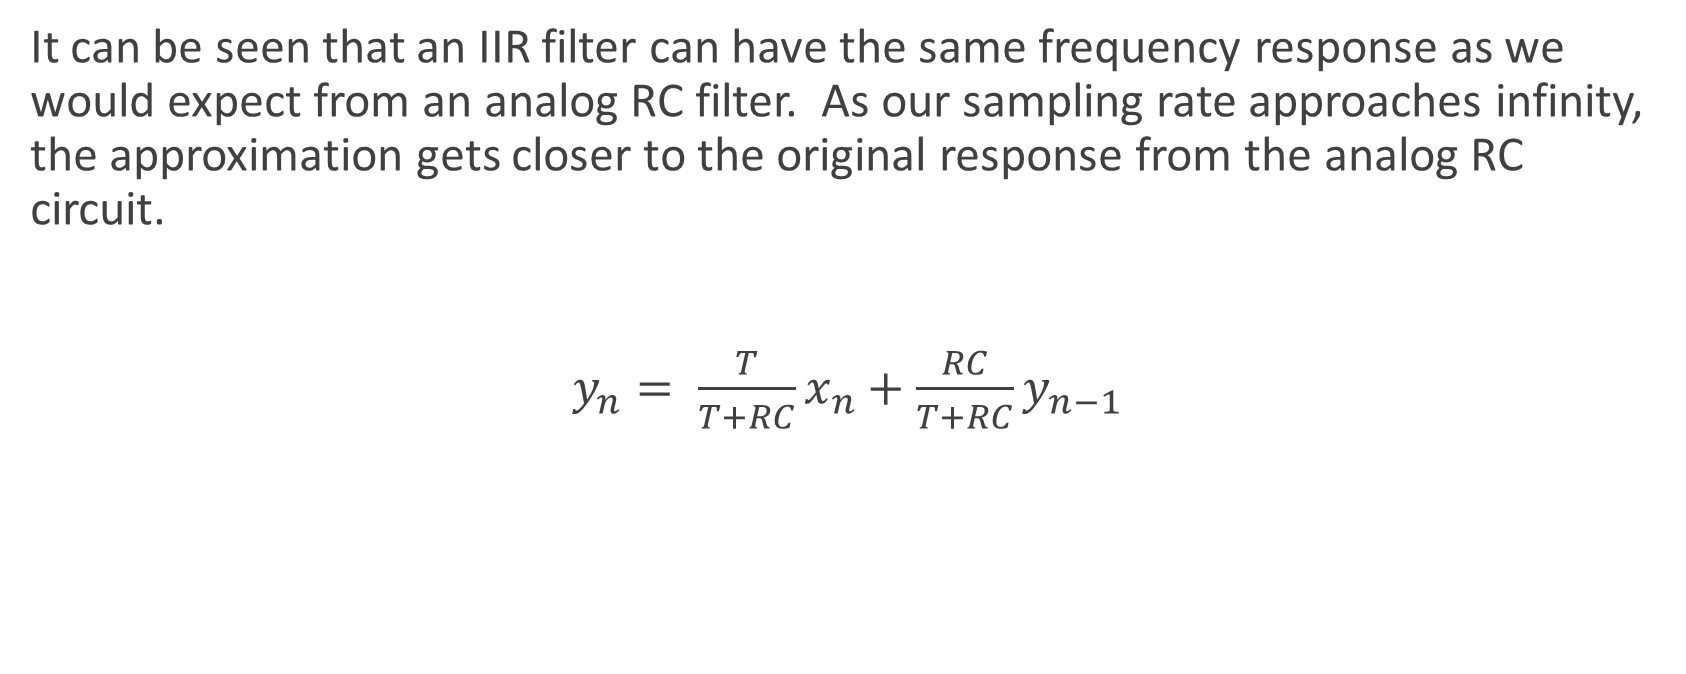 It can be seen that an IIR filter can have the same frequency response as we
would expect from an analog RC filter.  As our sampling rate approaches infinity,
the approximation gets closer to the original response from the analog RC
circuit.
yₙ = T/(T+RC) xₙ + RC/(T+RC) yₙ₋₁